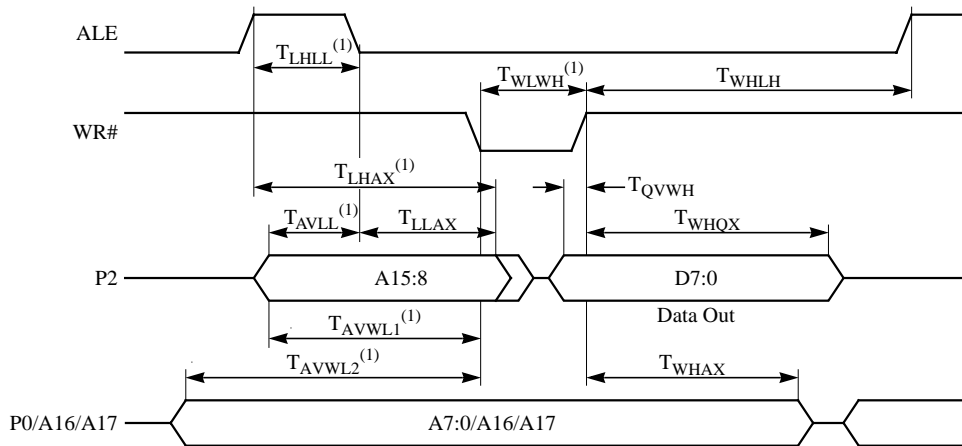 ALE
T_LHLL^(1)
T_WLWH^(1)
T_WHLH
WR#
T_LHAX^(1)
T_QVWH
T_AVLL^(1)
T_LLAX
T_WHQX
P2
A15:8
D7:0
Data Out
T_AVWL1^(1)
T_AVWL2^(1)
T_WHAX
P0/A16/A17
A7:0/A16/A17